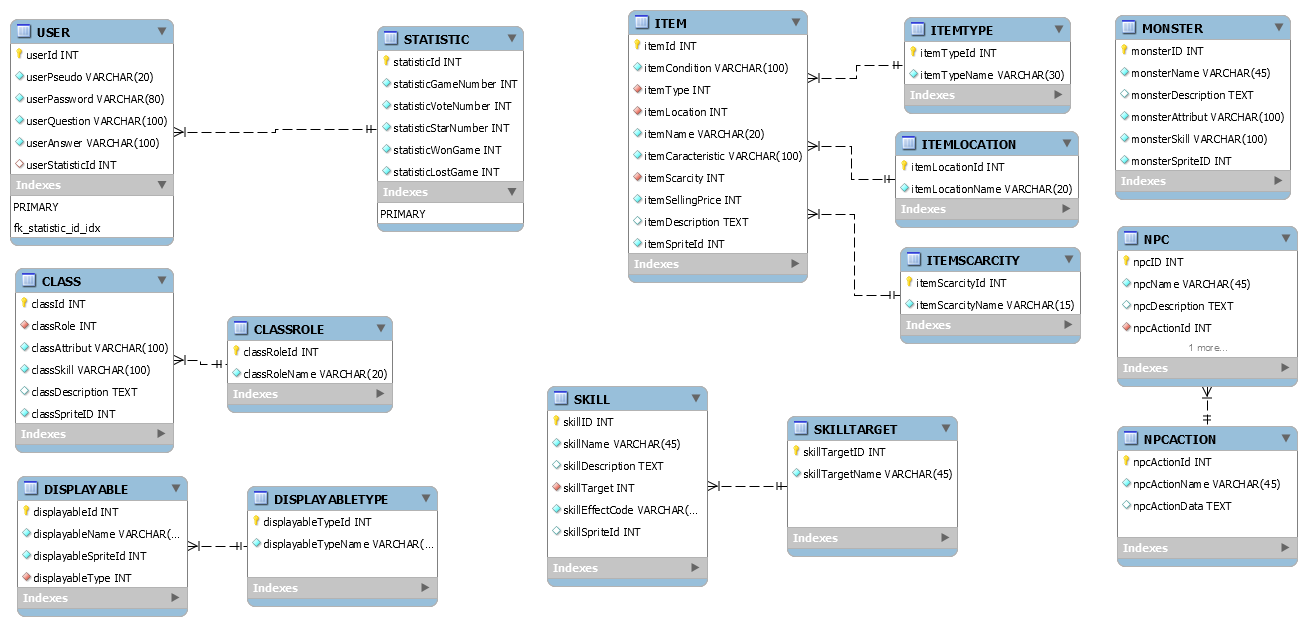 USER
userId INT
userPseudo VARCHAR(20)
userPassword VARCHAR(80)
userQuestion VARCHAR(100)
userAnswer VARCHAR(100)
userStatisticId INT
Indexes
PRIMARY
fk_statistic_id_idx
STATISTIC
statisticId INT
statisticGameNumber INT
statisticVoteNumber INT
statisticStarNumber INT
statisticWonGame INT
statisticLostGame INT
Indexes
PRIMARY
ITEM
itemId INT
itemCondition VARCHAR(100)
itemType INT
itemLocation INT
itemName VARCHAR(20)
itemCaracteristic VARCHAR(100)
itemScarcity INT
itemSellingPrice INT
itemDescription TEXT
itemSpriteId INT
Indexes
ITEMTYPE
itemTypeId INT
itemTypeName VARCHAR(30)
Indexes
ITEMLOCATION
itemLocationId INT
itemLocationName VARCHAR(20)
Indexes
ITEMSCARCITY
itemScarcityId INT
itemScarcityName VARCHAR(15)
Indexes
MONSTER
monsterID INT
monsterName VARCHAR(45)
monsterDescription TEXT
monsterAttribut VARCHAR(100)
monsterSkill VARCHAR(100)
monsterSpriteID INT
Indexes
NPC
npcID INT
npcName VARCHAR(45)
npcDescription TEXT
npcActionId INT
1 more...
Indexes
NPCACTION
npcActionId INT
npcActionName VARCHAR(45)
npcActionData TEXT
Indexes
CLASS
classId INT
classRole INT
classAttribut VARCHAR(100)
classSkill VARCHAR(100)
classDescription TEXT
classSpriteID INT
Indexes
CLASSROLE
classRoleId INT
classRoleName VARCHAR(20)
Indexes
SKILL
skillID INT
skillName VARCHAR(45)
skillDescription TEXT
skillTarget INT
skillEffectCode VARCHAR(...
skillSpriteId INT
Indexes
SKILLTARGET
skillTargetID INT
skillTargetName VARCHAR(45)
Indexes
DISPLAYABLE
displayableId INT
displayableName VARCHAR(...
displayableSpriteId INT
displayableType INT
Indexes
DISPLAYABLETYPE
displayableTypeId INT
displayableTypeName VARCHAR(...
Indexes